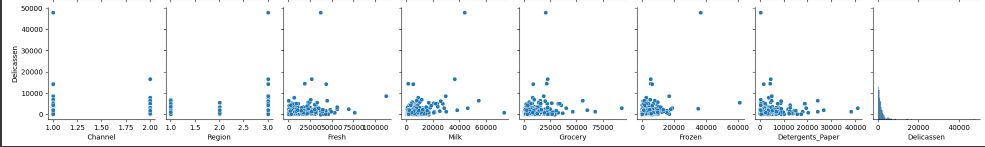 50000
40000
30000
20000
10000
0
Delicassen
1.00 1.25 1.50 1.75 2.00
Channel
1.0 1.5 2.0 2.5 3.0
Region
0 25000 50000 75000 100000
Fresh
0 20000 40000 60000
Milk
0 25000 50000 75000
Grocery
0 20000 40000 60000
Frozen
0 10000 20000 30000 40000
Detergents_Paper
0 20000 40000
Delicassen